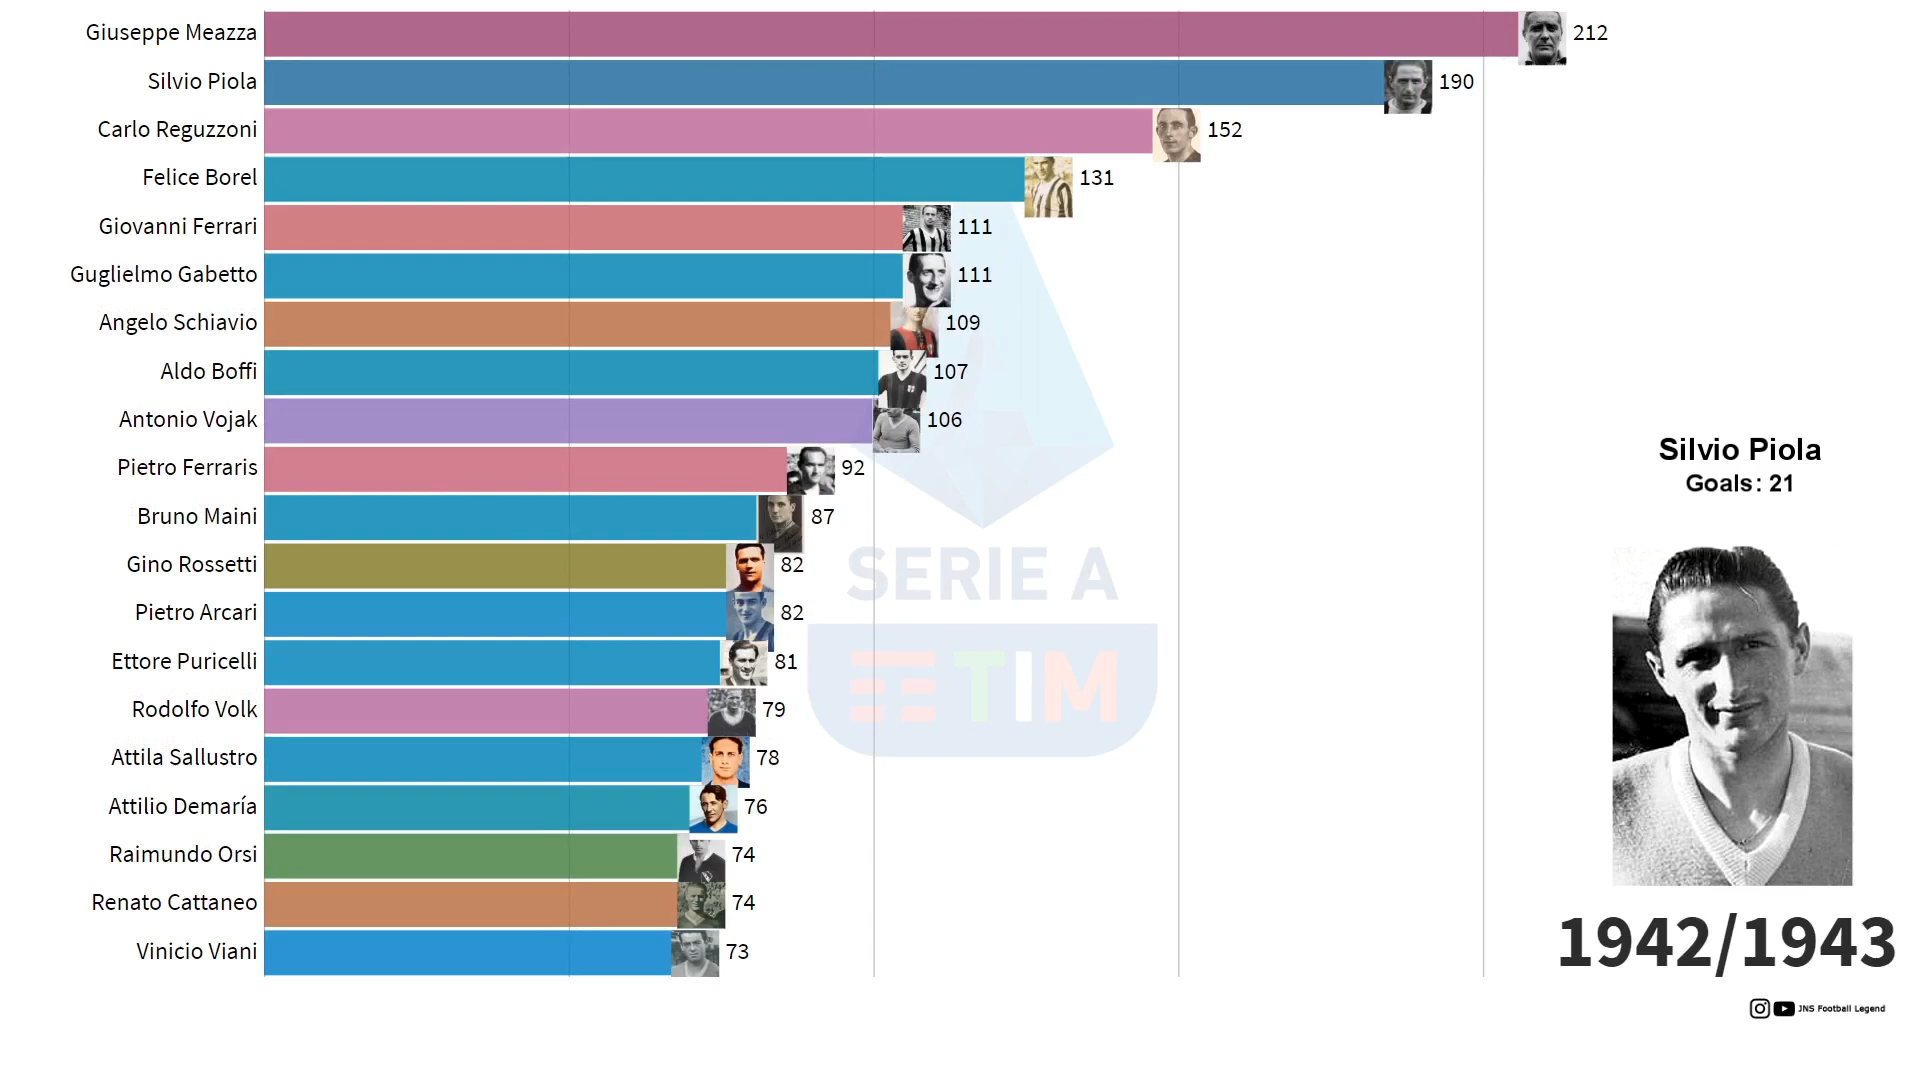 Giuseppe Meazza 212
Silvio Piola 190
Carlo Reguzzoni 152
Felice Borel 131
Giovanni Ferrari 111
Guglielmo Gabetto 111
Angelo Schiavio 109
Aldo Boffi 107
Antonio Vojak 106
Pietro Ferraris 92
Bruno Maini 87
Gino Rossetti 82
Pietro Arcari 82
Ettore Puricelli 81
Rodolfo Volk 79
Attila Sallustro 78
Attilio Demaría 76
Raimundo Orsi 74
Renato Cattaneo 74
Vinicio Viani 73
SERIE A
TIM
Silvio Piola
Goals: 21
1942/1943
JNS Football Legend